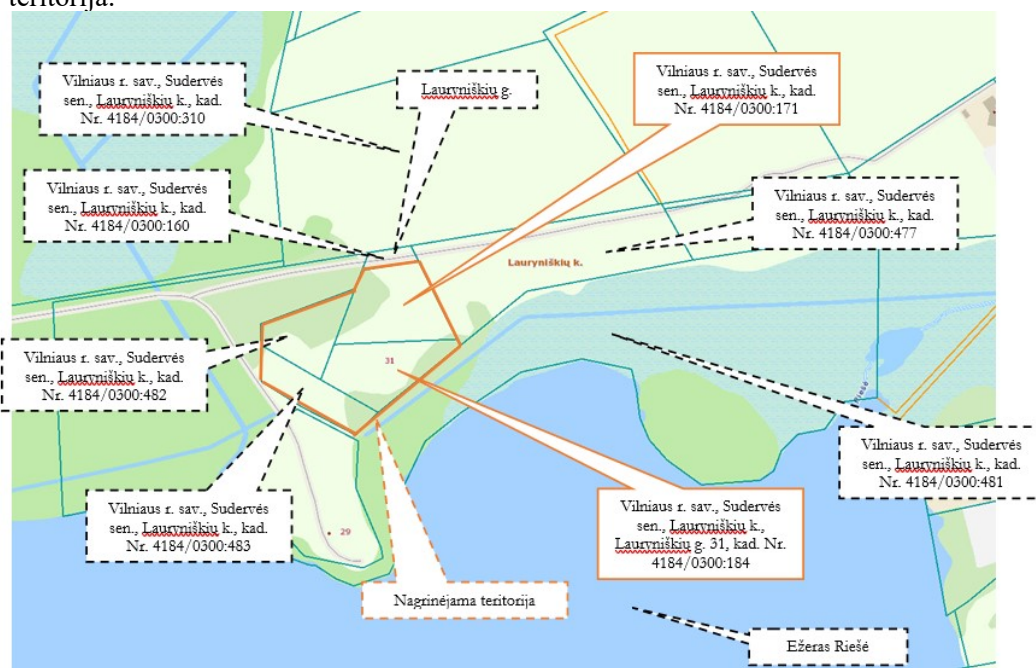 teritorija.
Vilniaus r. sav., Sudervės
sen., Lauryniškių k., kad.
Nr. 4184/0300:310
Lauryniškių g.
Vilniaus r. sav., Sudervės
sen., Lauryniškių k., kad.
Nr. 4184/0300:171
Vilniaus r. sav., Sudervės
sen., Lauryniškių k., kad.
Nr. 4184/0300:160
Vilniaus r. sav., Sudervės
sen., Lauryniškių k., kad.
Nr. 4184/0300:477
Lauryniškių k.
Vilniaus r. sav., Sudervės
sen., Lauryniškių k., kad.
Nr. 4184/0300:482
31
Riešė
Vilniaus r. sav., Sudervės
sen., Lauryniškių k., kad.
Nr. 4184/0300:481
Vilniaus r. sav., Sudervės
sen., Lauryniškių k., kad.
Nr. 4184/0300:483
29
Vilniaus r. sav., Sudervės
sen., Lauryniškių k.,
Lauryniškių g. 31, kad. Nr.
4184/0300:184
Nagrinėjama teritorija
Ežeras Riešė